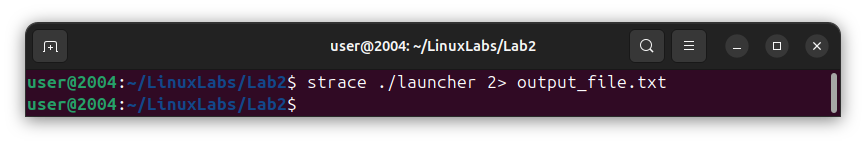 user@2004: ~/LinuxLabs/Lab2
user@2004:~/LinuxLabs/Lab2$ strace ./launcher 2> output_file.txt
user@2004:~/LinuxLabs/Lab2$